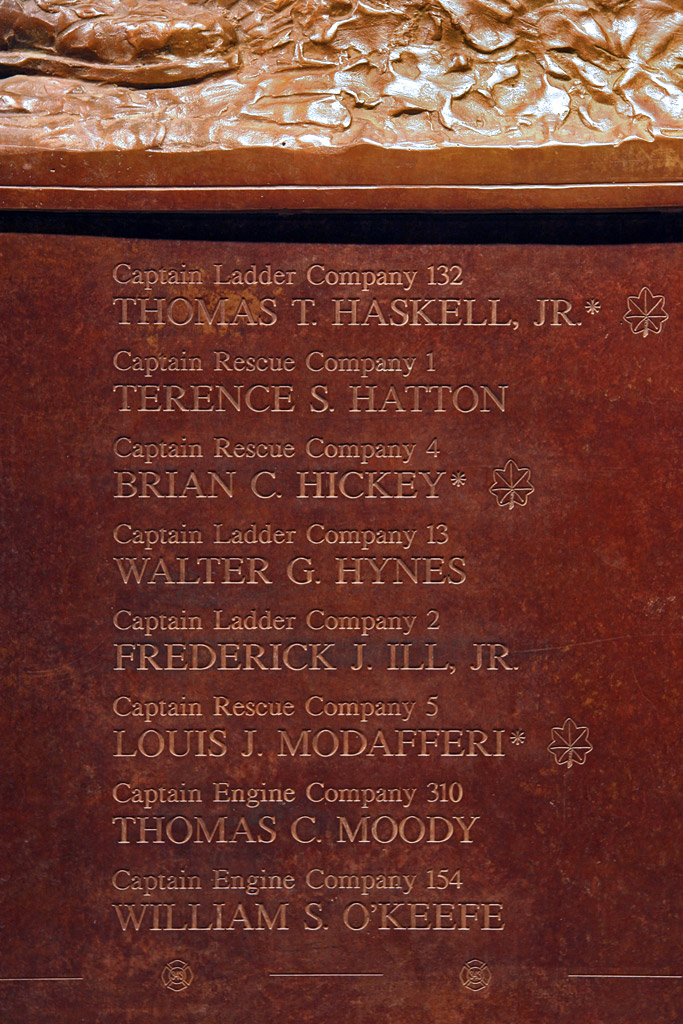 Captain Ladder Company 132
THOMAS T. HASKELL, JR.*
Captain Rescue Company 1
TERENCE S. HATTON
Captain Rescue Company 4
BRIAN C. HICKEY*
Captain Ladder Company 13
WALTER G. HYNES
Captain Ladder Company 2
FREDERICK J. ILL, JR.
Captain Rescue Company 5
LOUIS J. MODAFFERI*
Captain Engine Company 310
THOMAS C. MOODY
Captain Engine Company 154
WILLIAM S. O'KEEFE